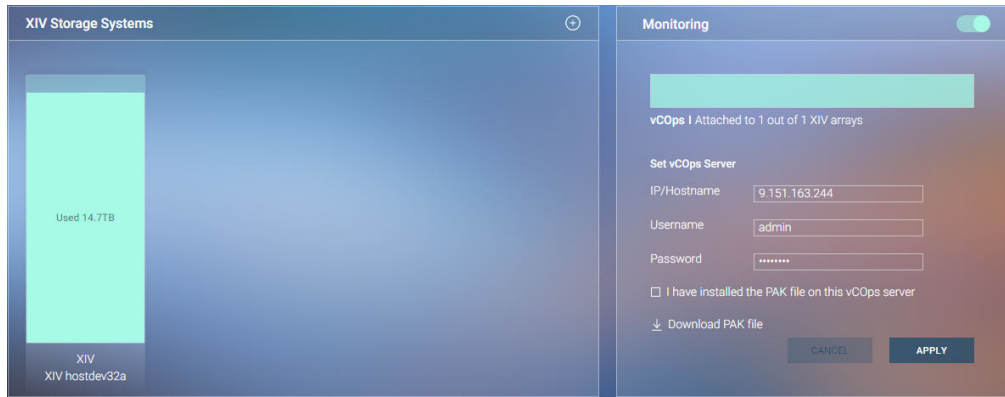 XIV Storage Systems
Used 14.7TB
XIV
XIV hostdev32a
Monitoring
vCOps | Attached to 1 out of 1 XIV arrays
Set vCOps Server
IP/Hostname 9.151.163.244
Username admin
Password ••••••••
I have installed the PAK file on this vCOps server
Download PAK file
CANCEL APPLY